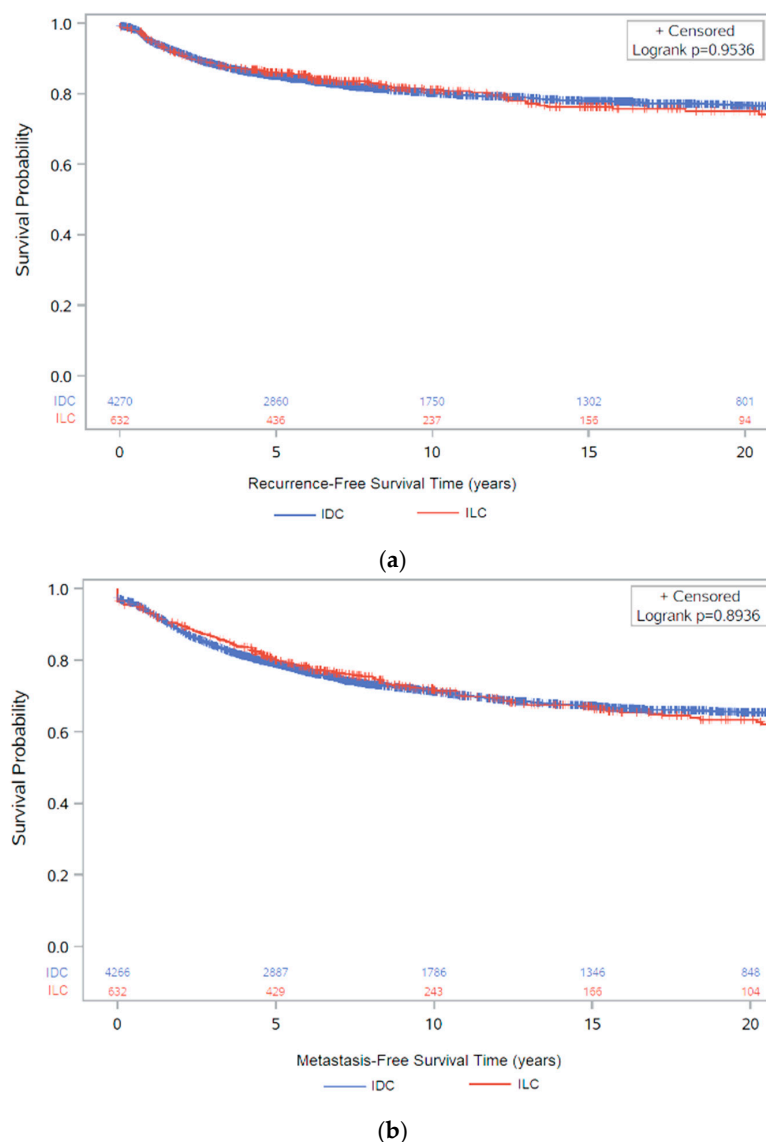 + Censored
Logrank p=0.9536
1.0
0.8
0.6
0.4
0.2
0.0
Survival Probability
IDC 4270 2860 1750 1302 801
ILC 632 436 237 156 94
0 5 10 15 20
Recurrence-Free Survival Time (years)
IDC ILC
(a)
+ Censored
Logrank p=0.8936
1.0
0.8
0.6
0.4
0.2
0.0
Survival Probability
IDC 4266 2887 1786 1346 848
ILC 632 429 243 166 104
0 5 10 15 20
Metastasis-Free Survival Time (years)
IDC ILC
(b)